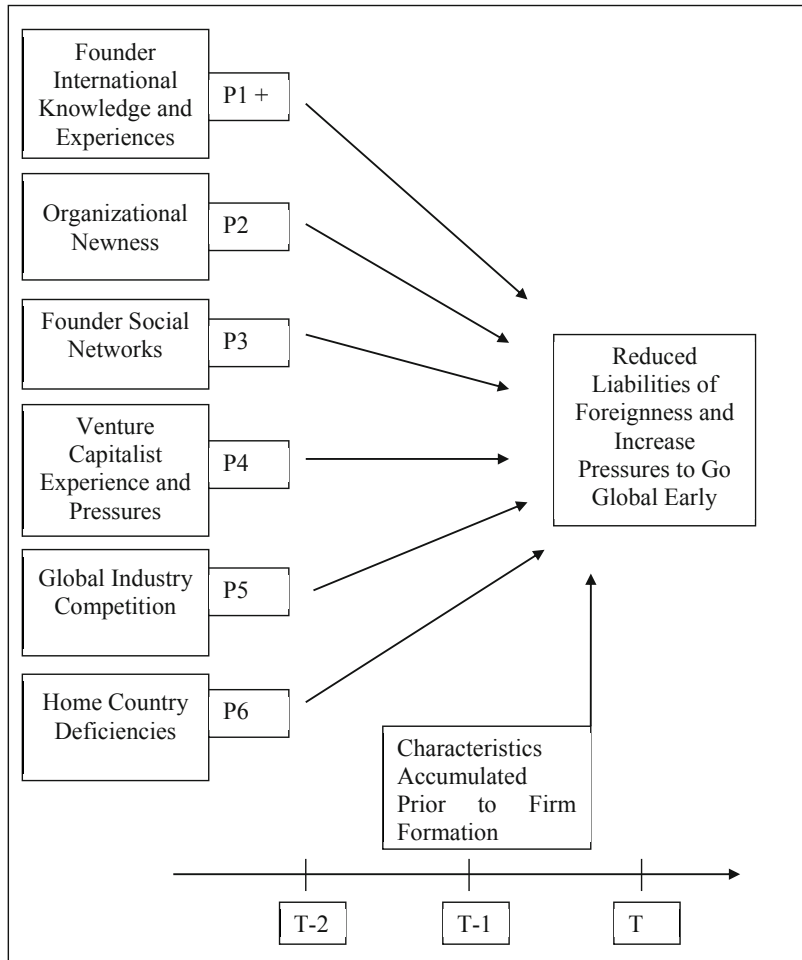 Founder
International
Knowledge and
Experiences
P1 +
Organizational
Newness
P2
Founder Social
Networks
P3
Venture
Capitalist
Experience and
Pressures
P4
Global Industry
Competition
P5
Home Country
Deficiencies
P6
Reduced
Liabilities of
Foreignness and
Increase
Pressures to Go
Global Early
Characteristics
Accumulated
Prior to Firm
Formation
T-2
T-1
T